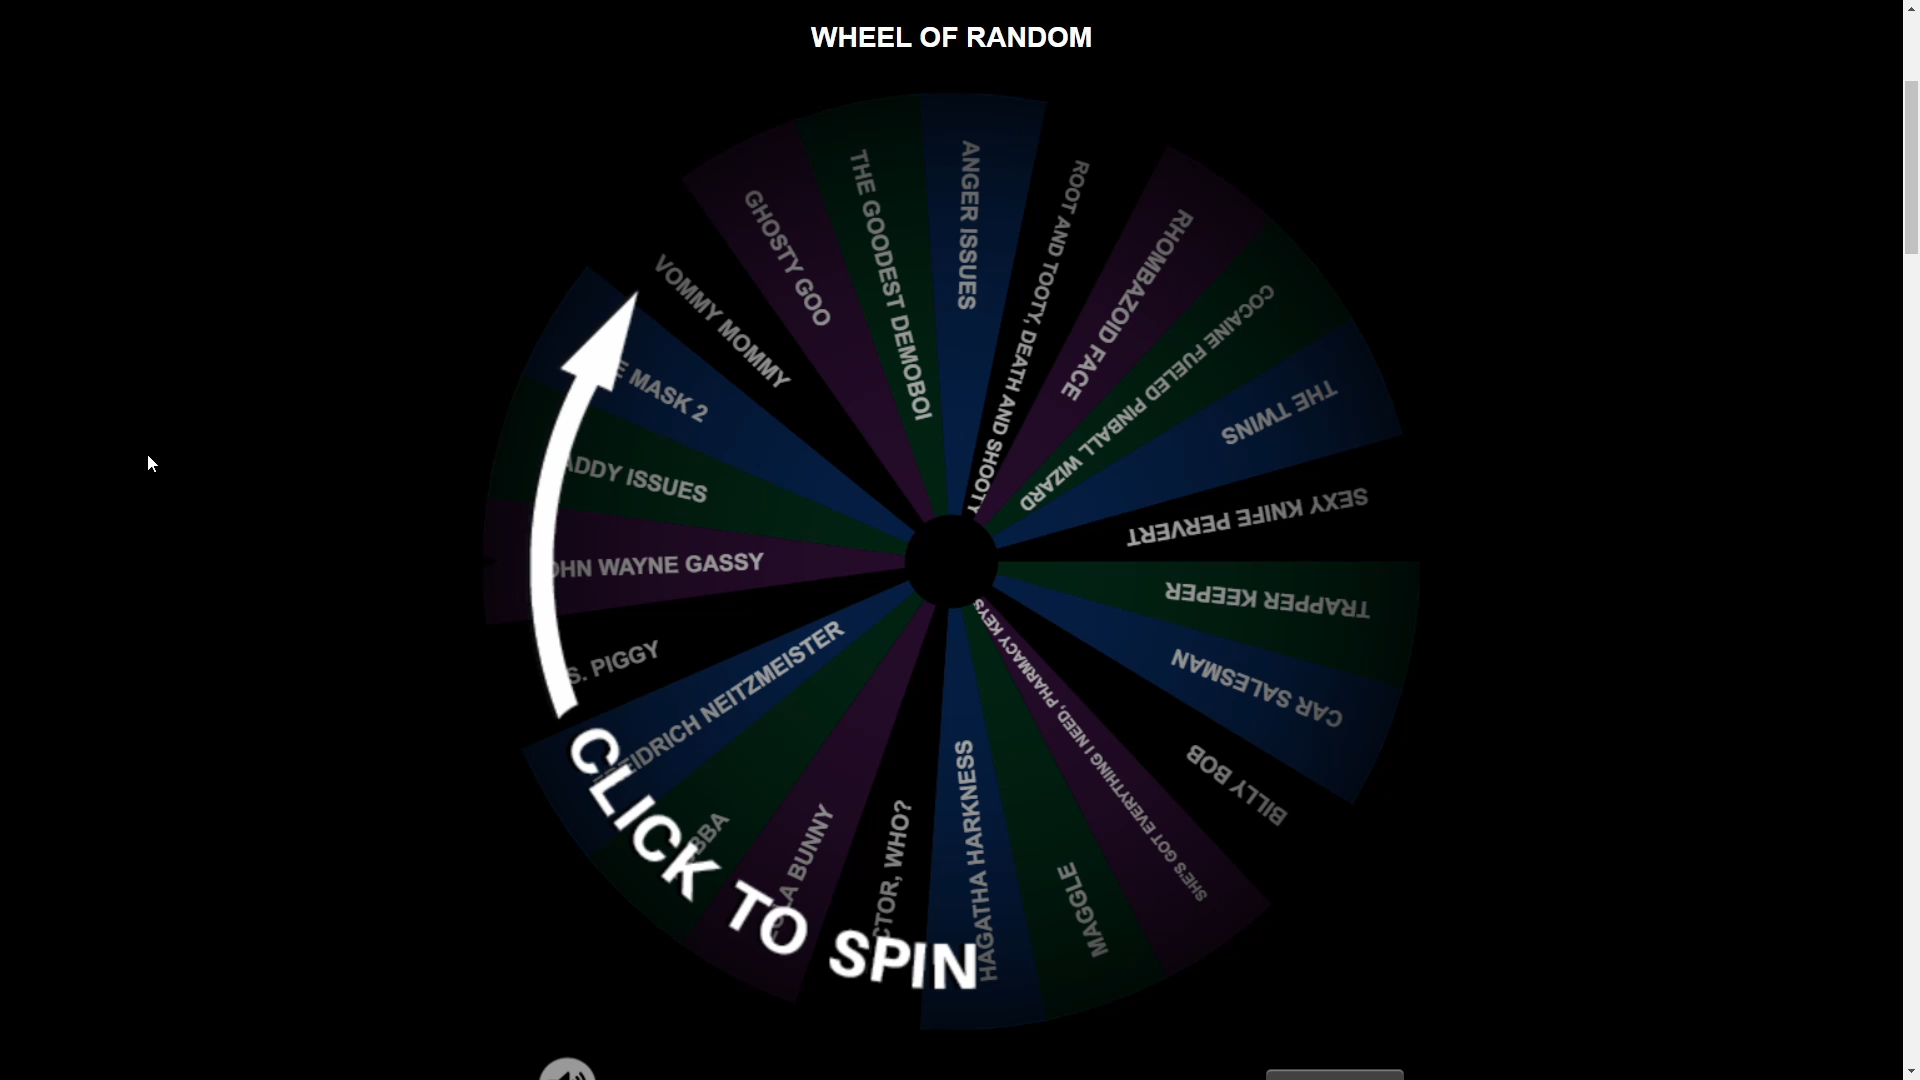 WHEEL OF RANDOM
ANGER ISSUES
ROOT AND TOOTY, DEATH AND SHOOTY
RHOMBAZOID FACE
COCAINE FUELED PINBALL WIZARD
THE TWINS
SEXY KNIFE PERVERT
TRAPPER KEEPER
CAR SALESMAN
BILLY BOB
SHE'S GOT EVERYTHING I NEED, PHARMACY KEYS
MAGGLE
HAGATHA HARKNESS
CTOR, WHO?
A BUNNY
BBA
EIDRICH NEITZMEISTER
S. PIGGY
OHN WAYNE GASSY
ADDY ISSUES
E MASK 2
VOMMY MOMMY
GHOSTY GOO
THE GOODEST DEMOBOI
CLICK TO SPIN